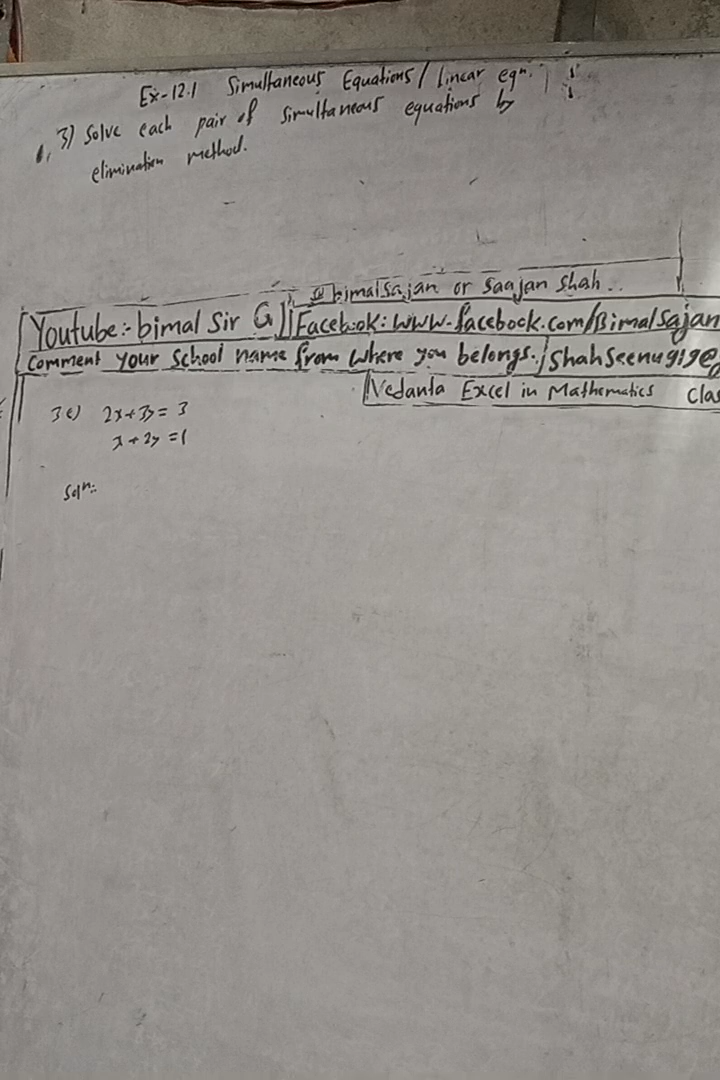 Ex-12.1 Simultaneous Equations/linear eqn.
3) Solve each pair of simultaneous equations by
elimination method.
@bimalsajan or Saajan Shah..
Youtube:- bimal Sir G
Facebook: www.facebook.com/Bimalsajan
Comment your School name from where you belongs.
Shahseenugige
Vedanta Excel in Mathematics Clas
3 e) 2x+3y = 3
x + 2y = 1
Soln: